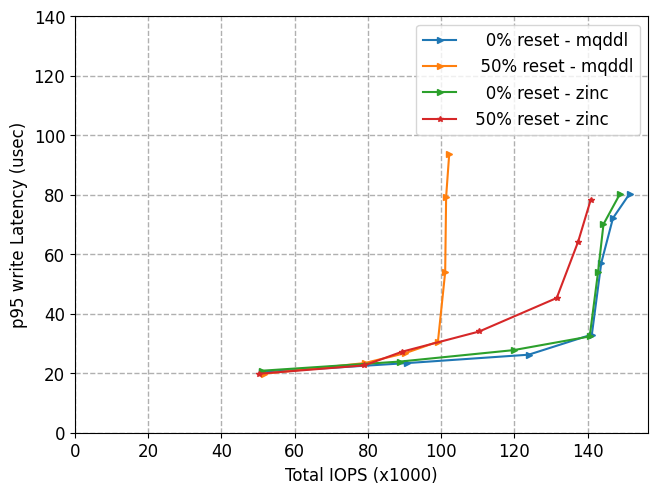 140
120
100
80
60
40
20
0
p95 write Latency (usec)
0% reset - mqddl
50% reset - mqddl
0% reset - zinc
50% reset - zinc
0 20 40 60 80 100 120 140
Total IOPS (x1000)